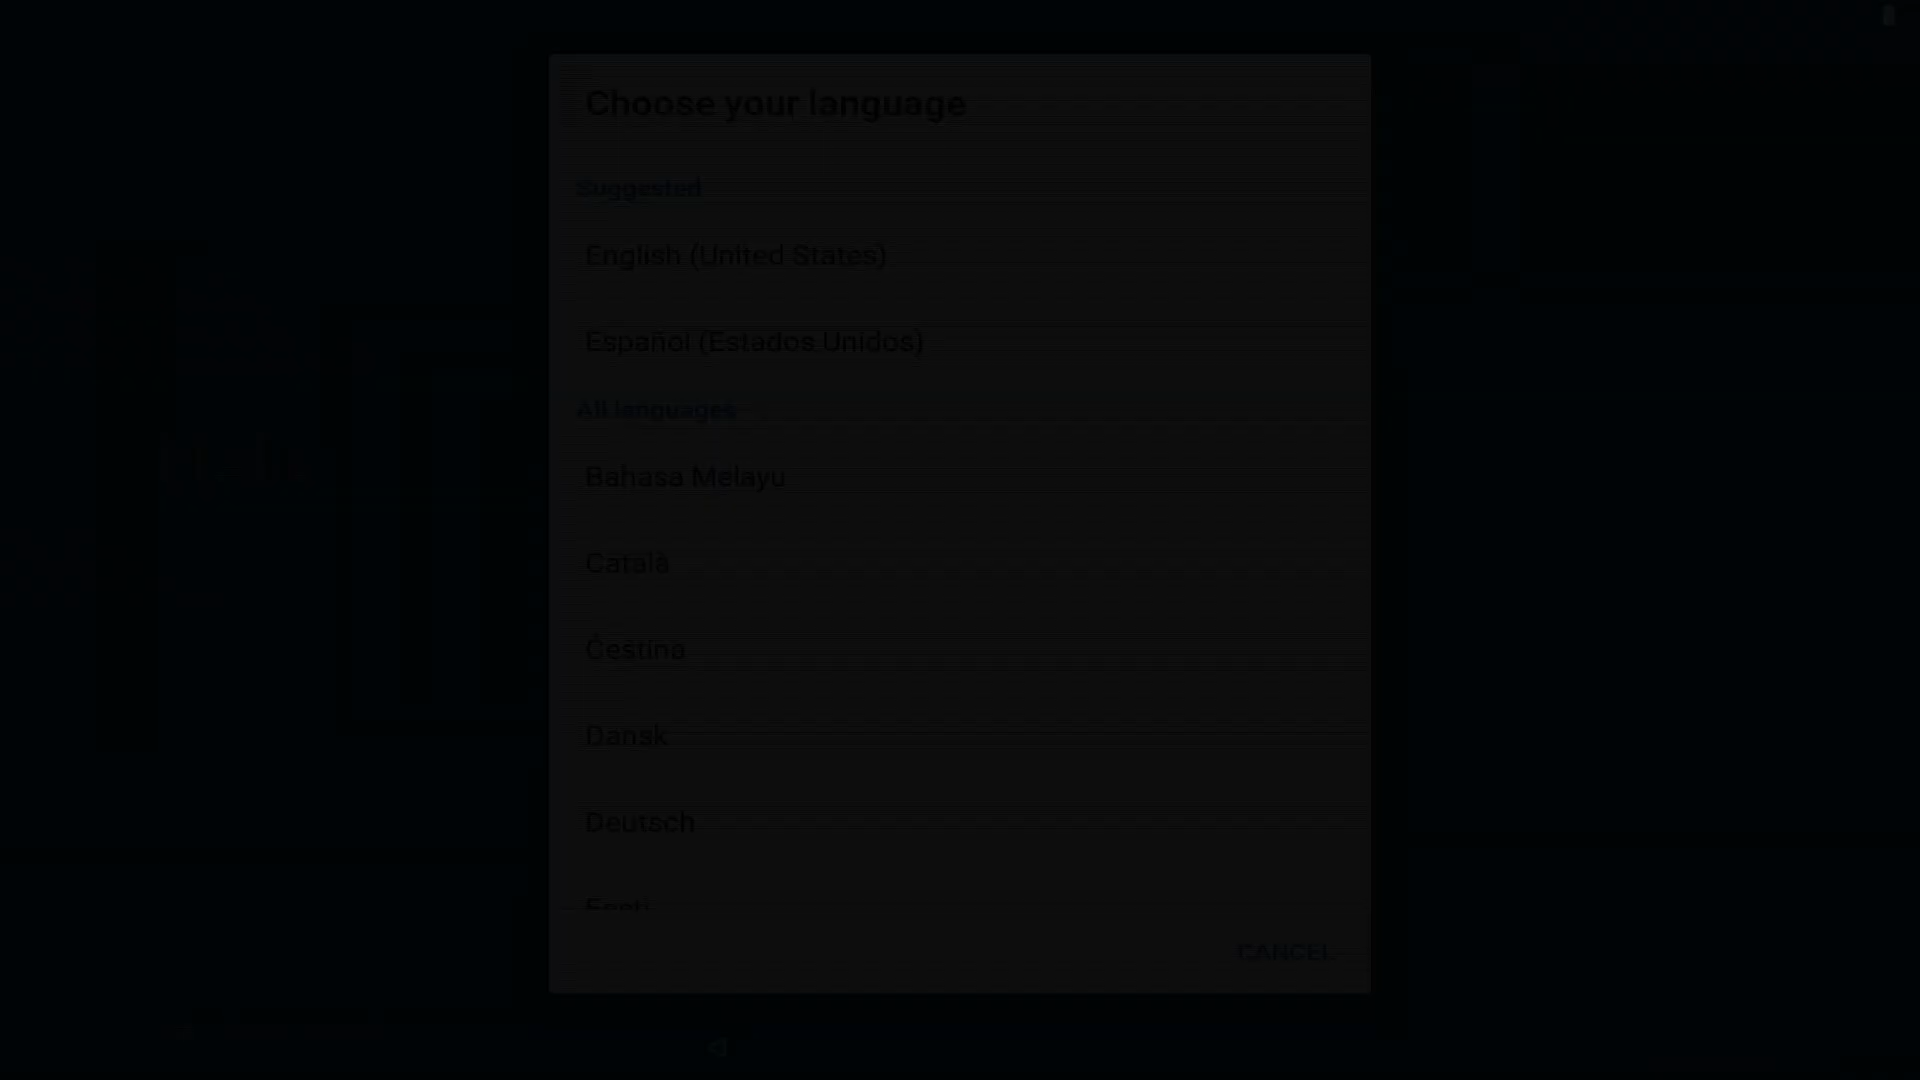 Choose your language
Suggested
English (United States)
Español (Estados Unidos)
All languages
Bahasa Melayu
Català
Čeština
Dansk
Deutsch
Eesti
CANCEL